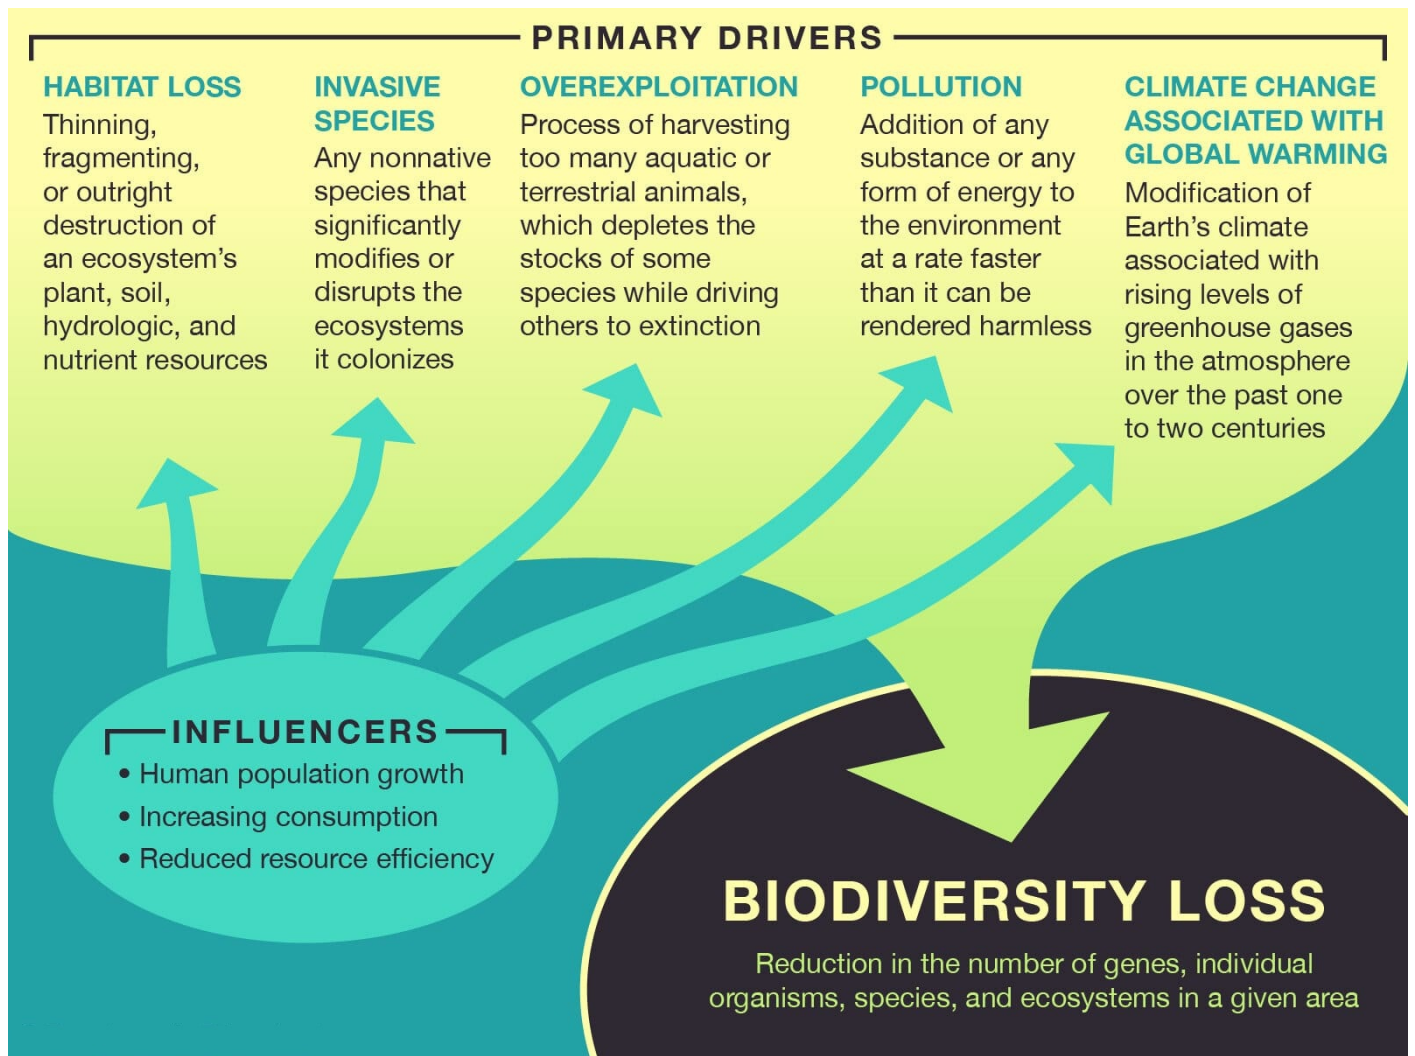 PRIMARY DRIVERS
HABITAT LOSS
Thinning,
fragmenting,
or outright
destruction of
an ecosystem's
plant, soil,
hydrologic, and
nutrient resources
INVASIVE
SPECIES
Any nonnative
species that
significantly
modifies or
disrupts the
ecosystems
it colonizes
OVEREXPLOITATION
Process of harvesting
too many aquatic or
terrestrial animals,
which depletes the
stocks of some
species while driving
others to extinction
POLLUTION
Addition of any
substance or any
form of energy to
the environment
at a rate faster
than it can be
rendered harmless
CLIMATE CHANGE
ASSOCIATED WITH
GLOBAL WARMING
Modification of
Earth's climate
associated with
rising levels of
greenhouse gases
in the atmosphere
over the past one
to two centuries
INFLUENCERS
• Human population growth
• Increasing consumption
• Reduced resource efficiency
BIODIVERSITY LOSS
Reduction in the number of genes, individual
organisms, species, and ecosystems in a given area